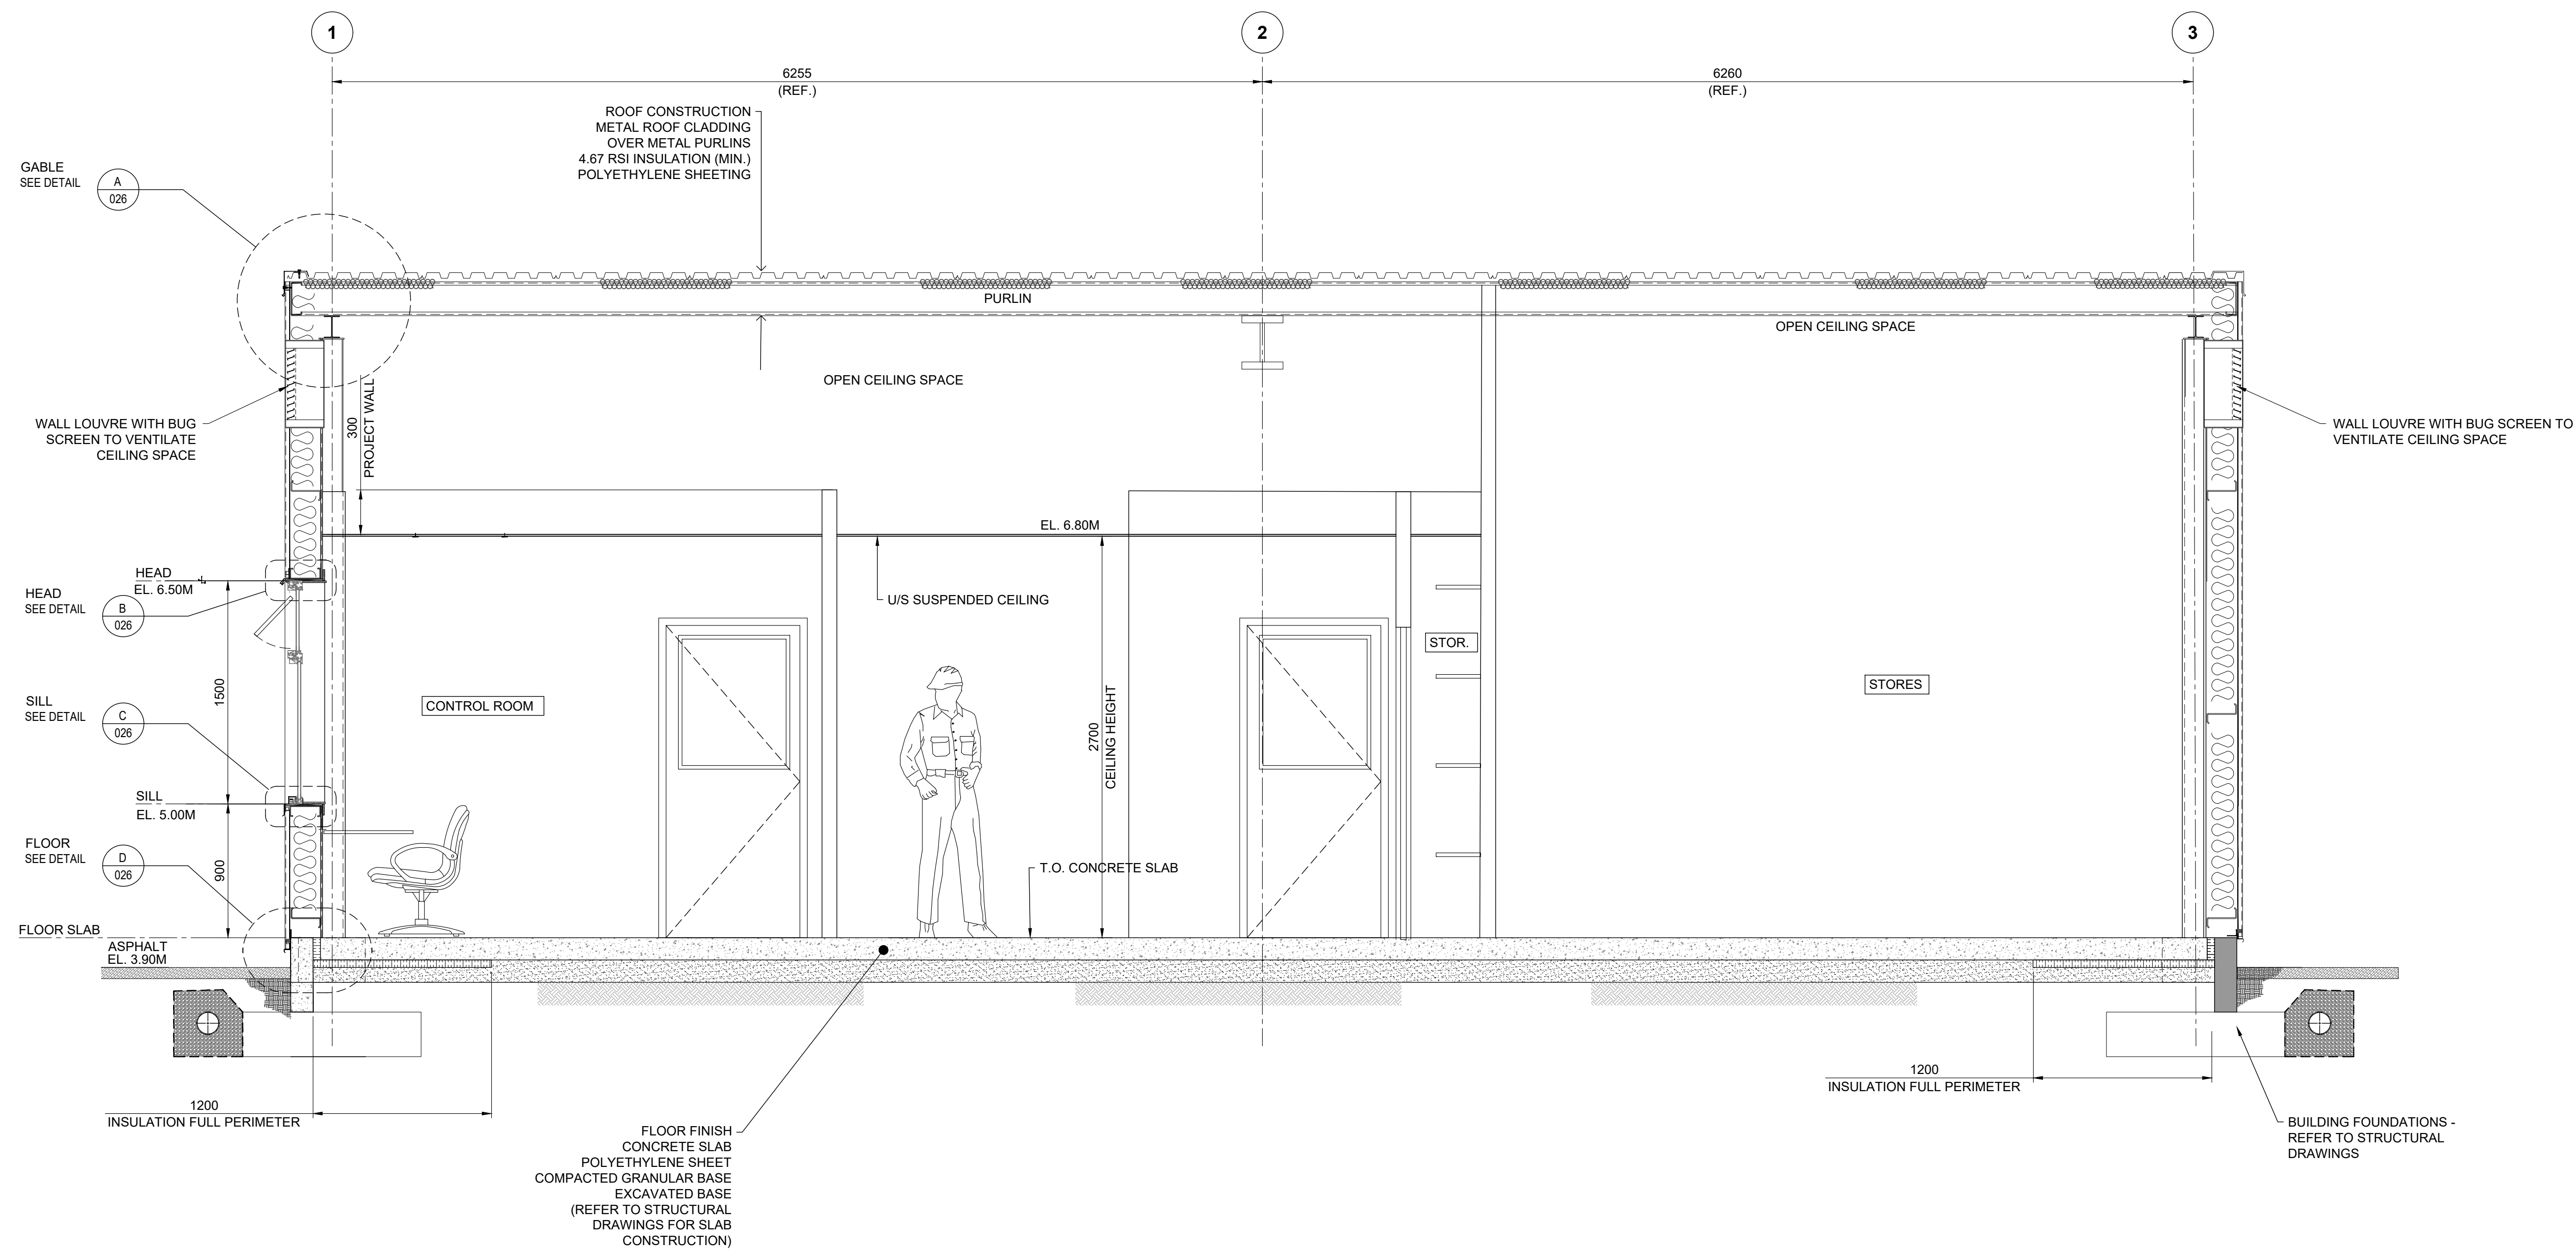 1
2
3
6255
(REF.)
6260
(REF.)
ROOF CONSTRUCTION
METAL ROOF CLADDING
OVER METAL PURLINS
4.67 RSI INSULATION (MIN.)
POLYETHYLENE SHEETING
GABLE
SEE DETAIL
A
026
PURLIN
OPEN CEILING SPACE
OPEN CEILING SPACE
300
PROJECT WALL
WALL LOUVRE WITH BUG
SCREEN TO VENTILATE
CEILING SPACE
WALL LOUVRE WITH BUG SCREEN TO
VENTILATE CEILING SPACE
EL. 6.80M
HEAD
EL. 6.50M
HEAD
SEE DETAIL
B
026
U/S SUSPENDED CEILING
STOR.
1500
SILL
SEE DETAIL
C
026
CONTROL ROOM
STORES
2700
CEILING HEIGHT
SILL
EL. 5.00M
FLOOR
SEE DETAIL
D
026
900
T.O. CONCRETE SLAB
FLOOR SLAB
ASPHALT
EL. 3.90M
1200
INSULATION FULL PERIMETER
1200
INSULATION FULL PERIMETER
FLOOR FINISH
CONCRETE SLAB
POLYETHYLENE SHEET
COMPACTED GRANULAR BASE
EXCAVATED BASE
(REFER TO STRUCTURAL
DRAWINGS FOR SLAB
CONSTRUCTION)
BUILDING FOUNDATIONS -
REFER TO STRUCTURAL
DRAWINGS